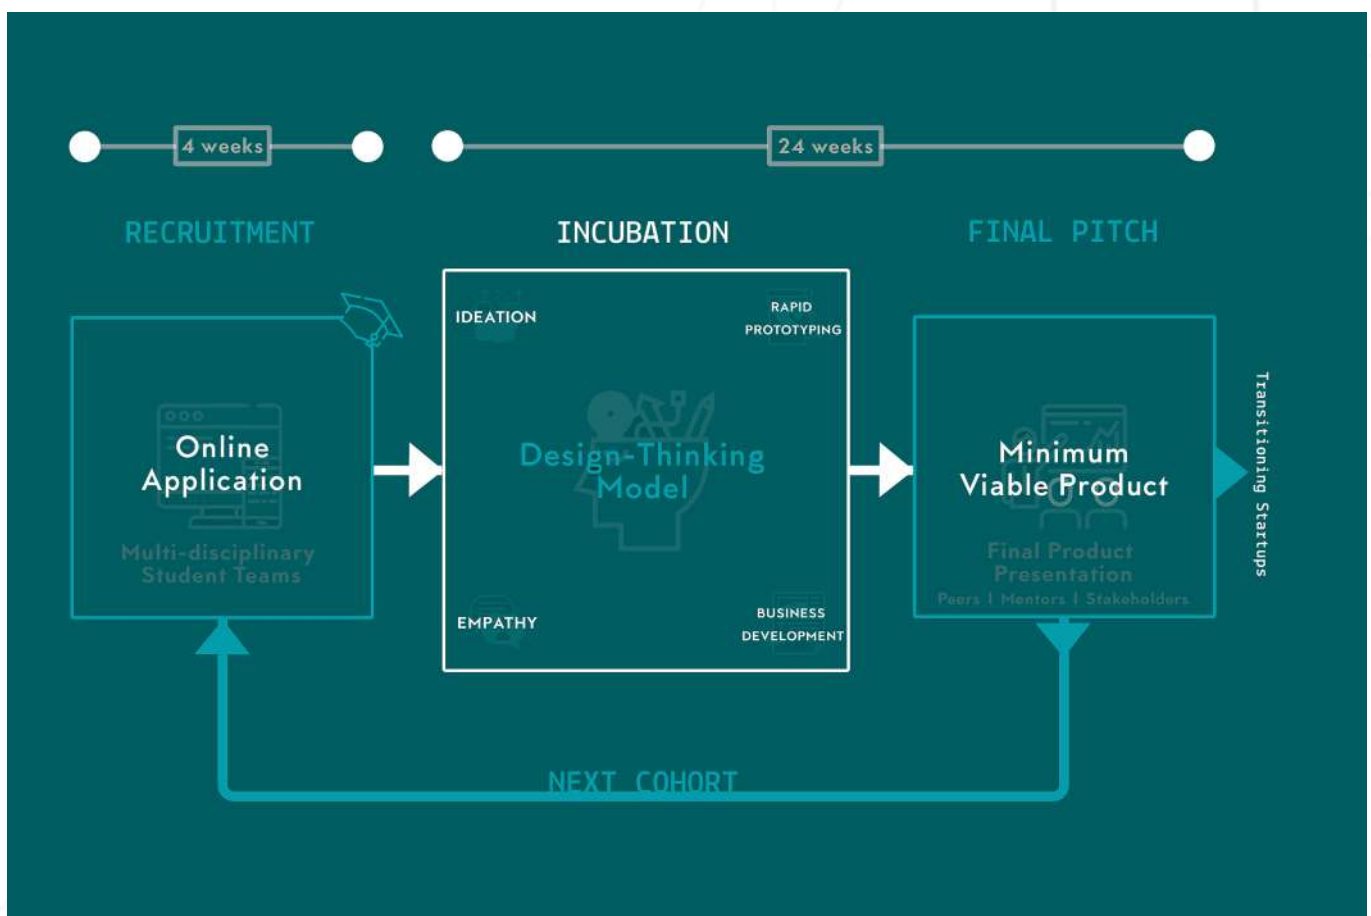 4 weeks
24 weeks
RECRUITMENT
INCUBATION
FINAL PITCH
Online
Application
Multi-disciplinary
Student Teams
IDEATION
RAPID
PROTOTYPING
Design-Thinking
Model
EMPATHY
BUSINESS
DEVELOPMENT
Minimum
Viable Product
Final Product
Presentation
Peers | Mentors | Stakeholders
Transitioning Startups
NEXT COHORT